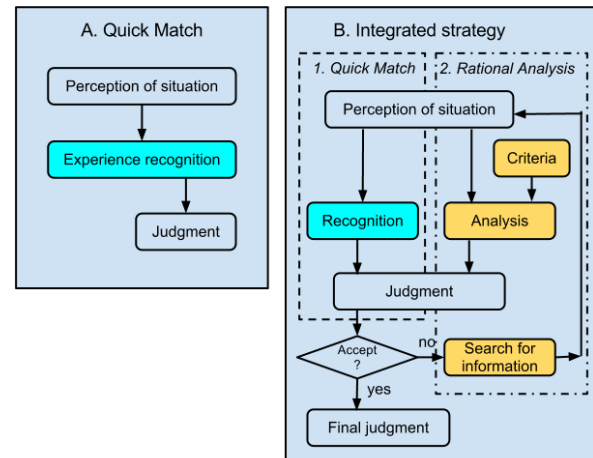 A. Quick Match
Perception of situation
Experience recognition
Judgment
B. Integrated strategy
1. Quick Match
2. Rational Analysis
Perception of situation
Criteria
Recognition
Analysis
Judgment
Accept
?
no
Search for
information
yes
Final judgment